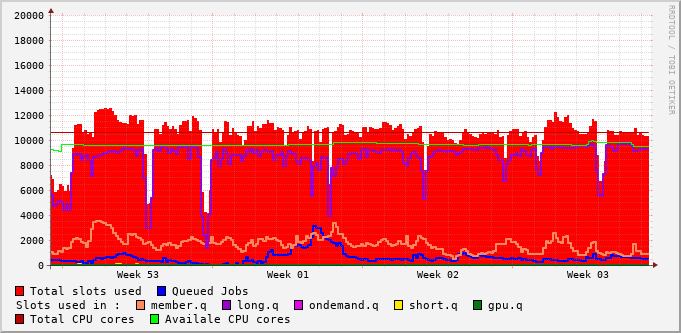 20000
18000
16000
14000
12000
10000
8000
6000
4000
2000
0
Week 53 Week 01 Week 02 Week 03
Total slots used Queued Jobs
Slots used in : member.q long.q ondemand.q short.q gpu.q
Total CPU cores Availale CPU cores
RRDTOOL / TOBI OETIKER